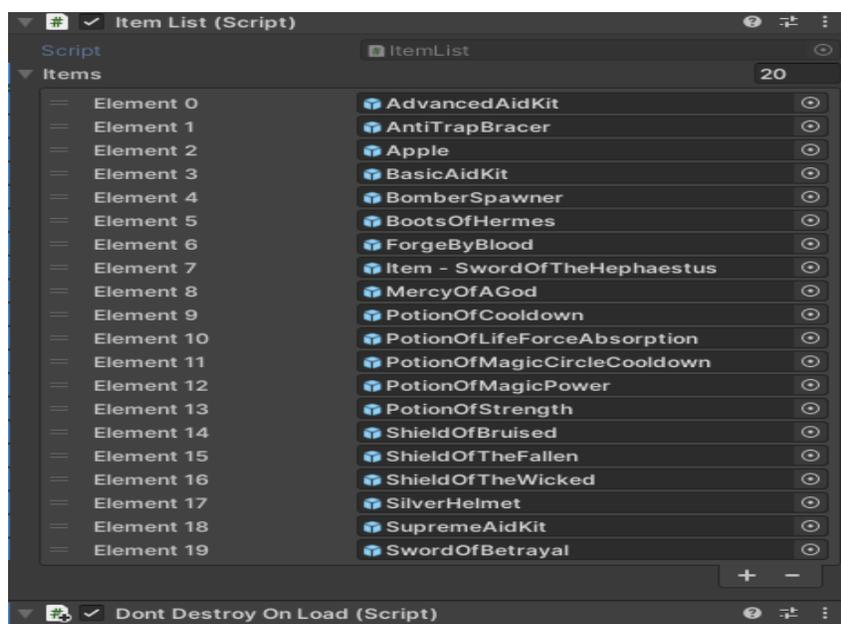 Item List (Script)
Script ItemList
Items 20
Element 0 AdvancedAidKit
Element 1 AntiTrapBracer
Element 2 Apple
Element 3 BasicAidKit
Element 4 BomberSpawner
Element 5 BootsOfHermes
Element 6 ForgeByBlood
Element 7 Item - SwordOfTheHephaestus
Element 8 MercyOfAGod
Element 9 PotionOfCooldown
Element 10 PotionOfLifeForceAbsorption
Element 11 PotionOfMagicCircleCooldown
Element 12 PotionOfMagicPower
Element 13 PotionOfStrength
Element 14 ShieldOfBruised
Element 15 ShieldOfTheFallen
Element 16 ShieldOfTheWicked
Element 17 SilverHelmet
Element 18 SupremeAidKit
Element 19 SwordOfBetrayal
Dont Destroy On Load (Script)